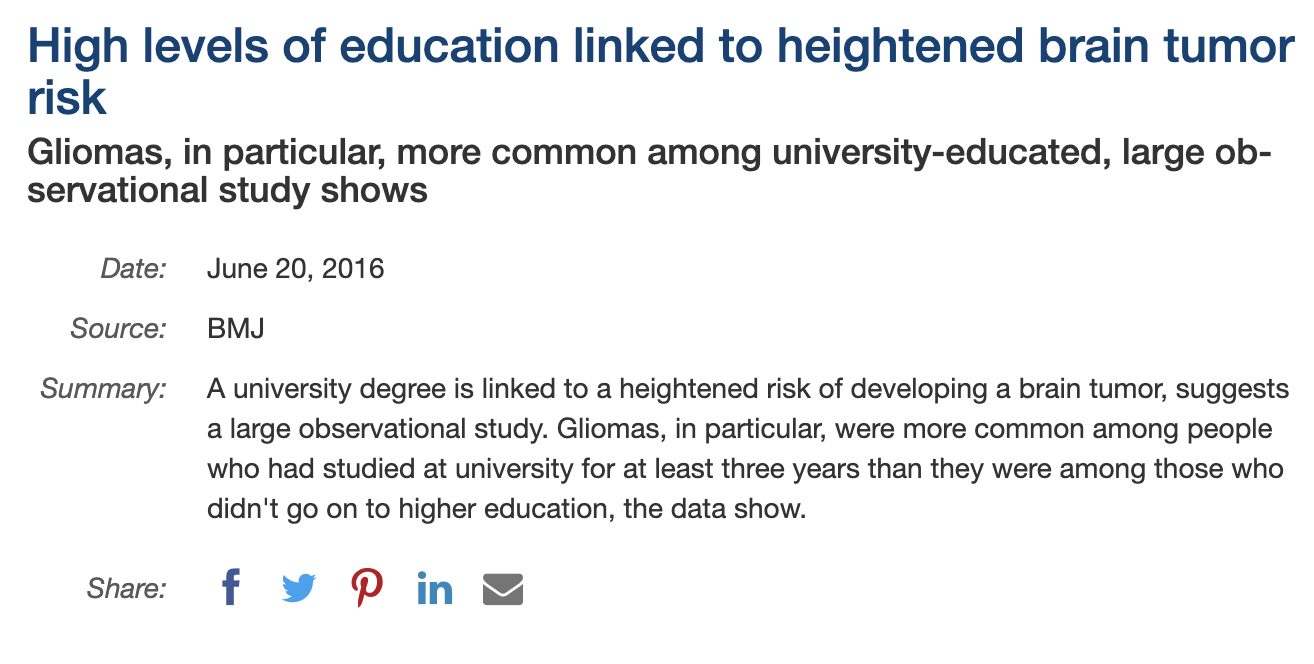 High levels of education linked to heightened brain tumor
risk
Gliomas, in particular, more common among university-educated, large ob-
servational study shows
Date: June 20, 2016
Source: BMJ
Summary: A university degree is linked to a heightened risk of developing a brain tumor, suggests
a large observational study. Gliomas, in particular, were more common among people
who had studied at university for at least three years than they were among those who
didn't go on to higher education, the data show.
Share: f in